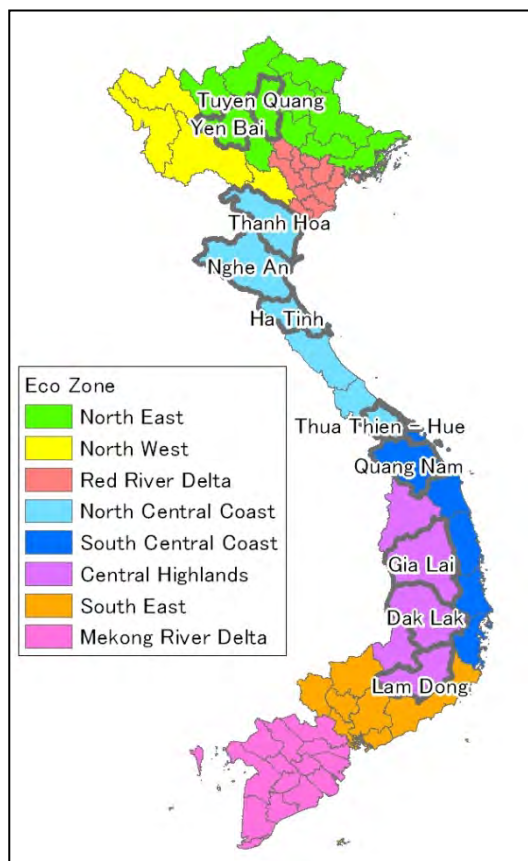 Tuyen Quang
Yen Bai
Thanh Hoa
Nghe An
Ha Tinh
Thua Thien - Hue
Quang Nam
Gia Lai
Dak Lak
Lam Dong
Eco Zone
North East
North West
Red River Delta
North Central Coast
South Central Coast
Central Highlands
South East
Mekong River Delta